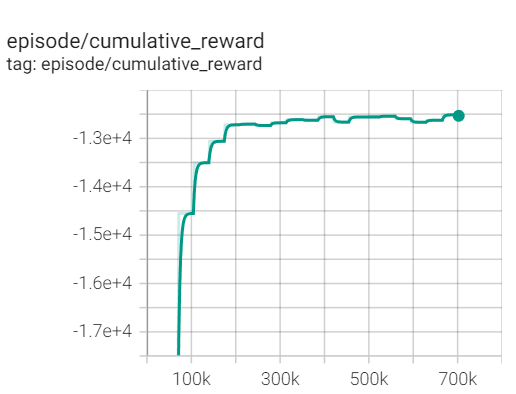 episode/cumulative_reward
tag: episode/cumulative_reward
-1.3e+4
-1.4e+4
-1.5e+4
-1.6e+4
-1.7e+4
100k 300k 500k 700k